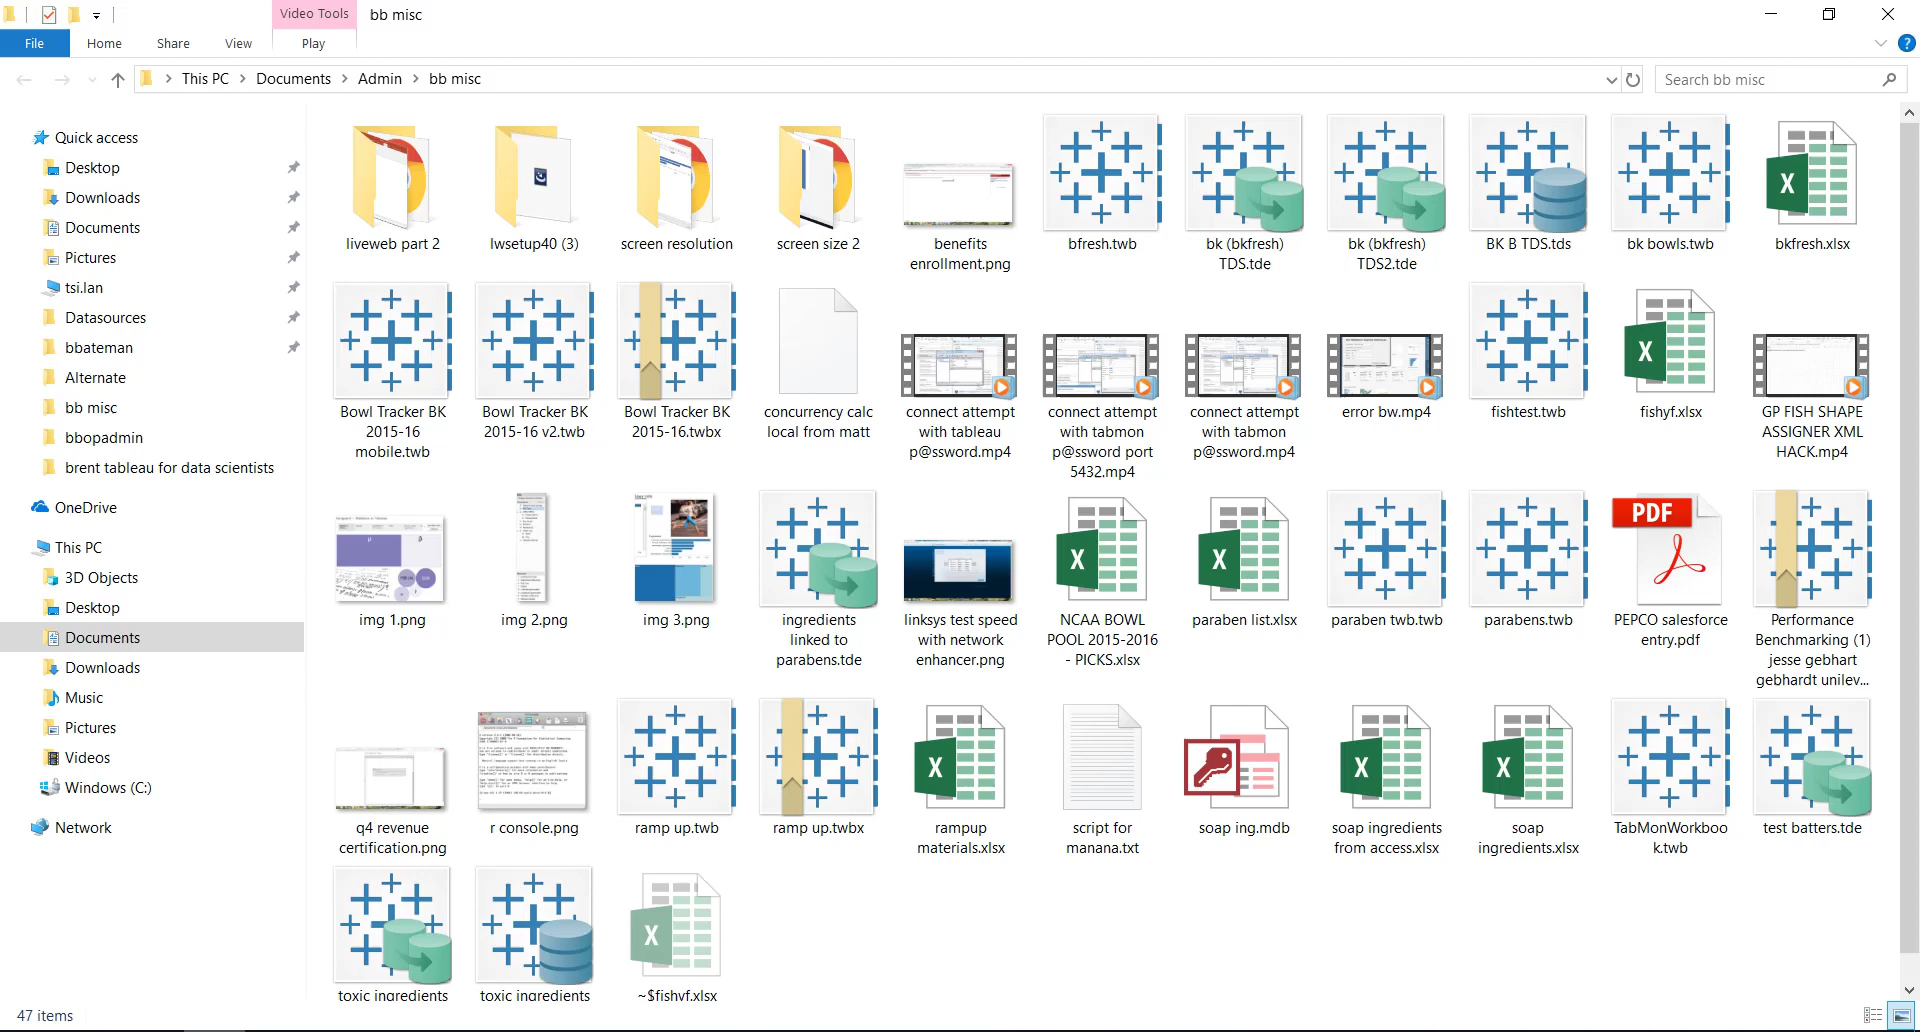 Video Tools
bb misc
File
Home
Share
View
Play
This PC
Documents
Admin
bb misc
Search bb misc
Quick access
Desktop
Downloads
Documents
Pictures
tsi.lan
Datasources
bbateman
Alternate
bb misc
bbopadmin
brent tableau for data scientists
OneDrive
This PC
3D Objects
Desktop
Documents
Downloads
Music
Pictures
Videos
Windows (C:)
Network
liveweb part 2
lwsetup40 (3)
screen resolution
screen size 2
benefits
enrollment.png
bfresh.twb
bk (bkfresh)
TDS.tde
bk (bkfresh)
TDS2.tde
BK B TDS.tds
bk bowls.twb
bkfresh.xlsx
Bowl Tracker BK
2015-16
mobile.twb
Bowl Tracker BK
2015-16 v2.twb
Bowl Tracker BK
2015-16.twbx
concurrency calc
local from matt
connect attempt
with tableau
p@ssword.mp4
connect attempt
with tabmon
p@ssword port
5432.mp4
connect attempt
with tabmon
p@ssword.mp4
error bw.mp4
fishtest.twb
fishyf.xlsx
GP FISH SHAPE
ASSIGNER XML
HACK.mp4
img 1.png
img 2.png
img 3.png
ingredients
linked to
parabens.tde
linksys test speed
with network
enhancer.png
NCAA BOWL
POOL 2015-2016
- PICKS.xlsx
paraben list.xlsx
paraben twb.twb
parabens.twb
PDF
PEPCO salesforce
entry.pdf
Performance
Benchmarking (1)
jesse gebhart
gebhardt unilev...
q4 revenue
certification.png
r console.png
ramp up.twb
ramp up.twbx
rampup
materials.xlsx
script for
manana.txt
soap ing.mdb
soap ingredients
from access.xlsx
soap
ingredients.xlsx
TabMonWorkboo
k.twb
test batters.tde
toxic ingredients
toxic ingredients
~$fishyf.xlsx
47 items